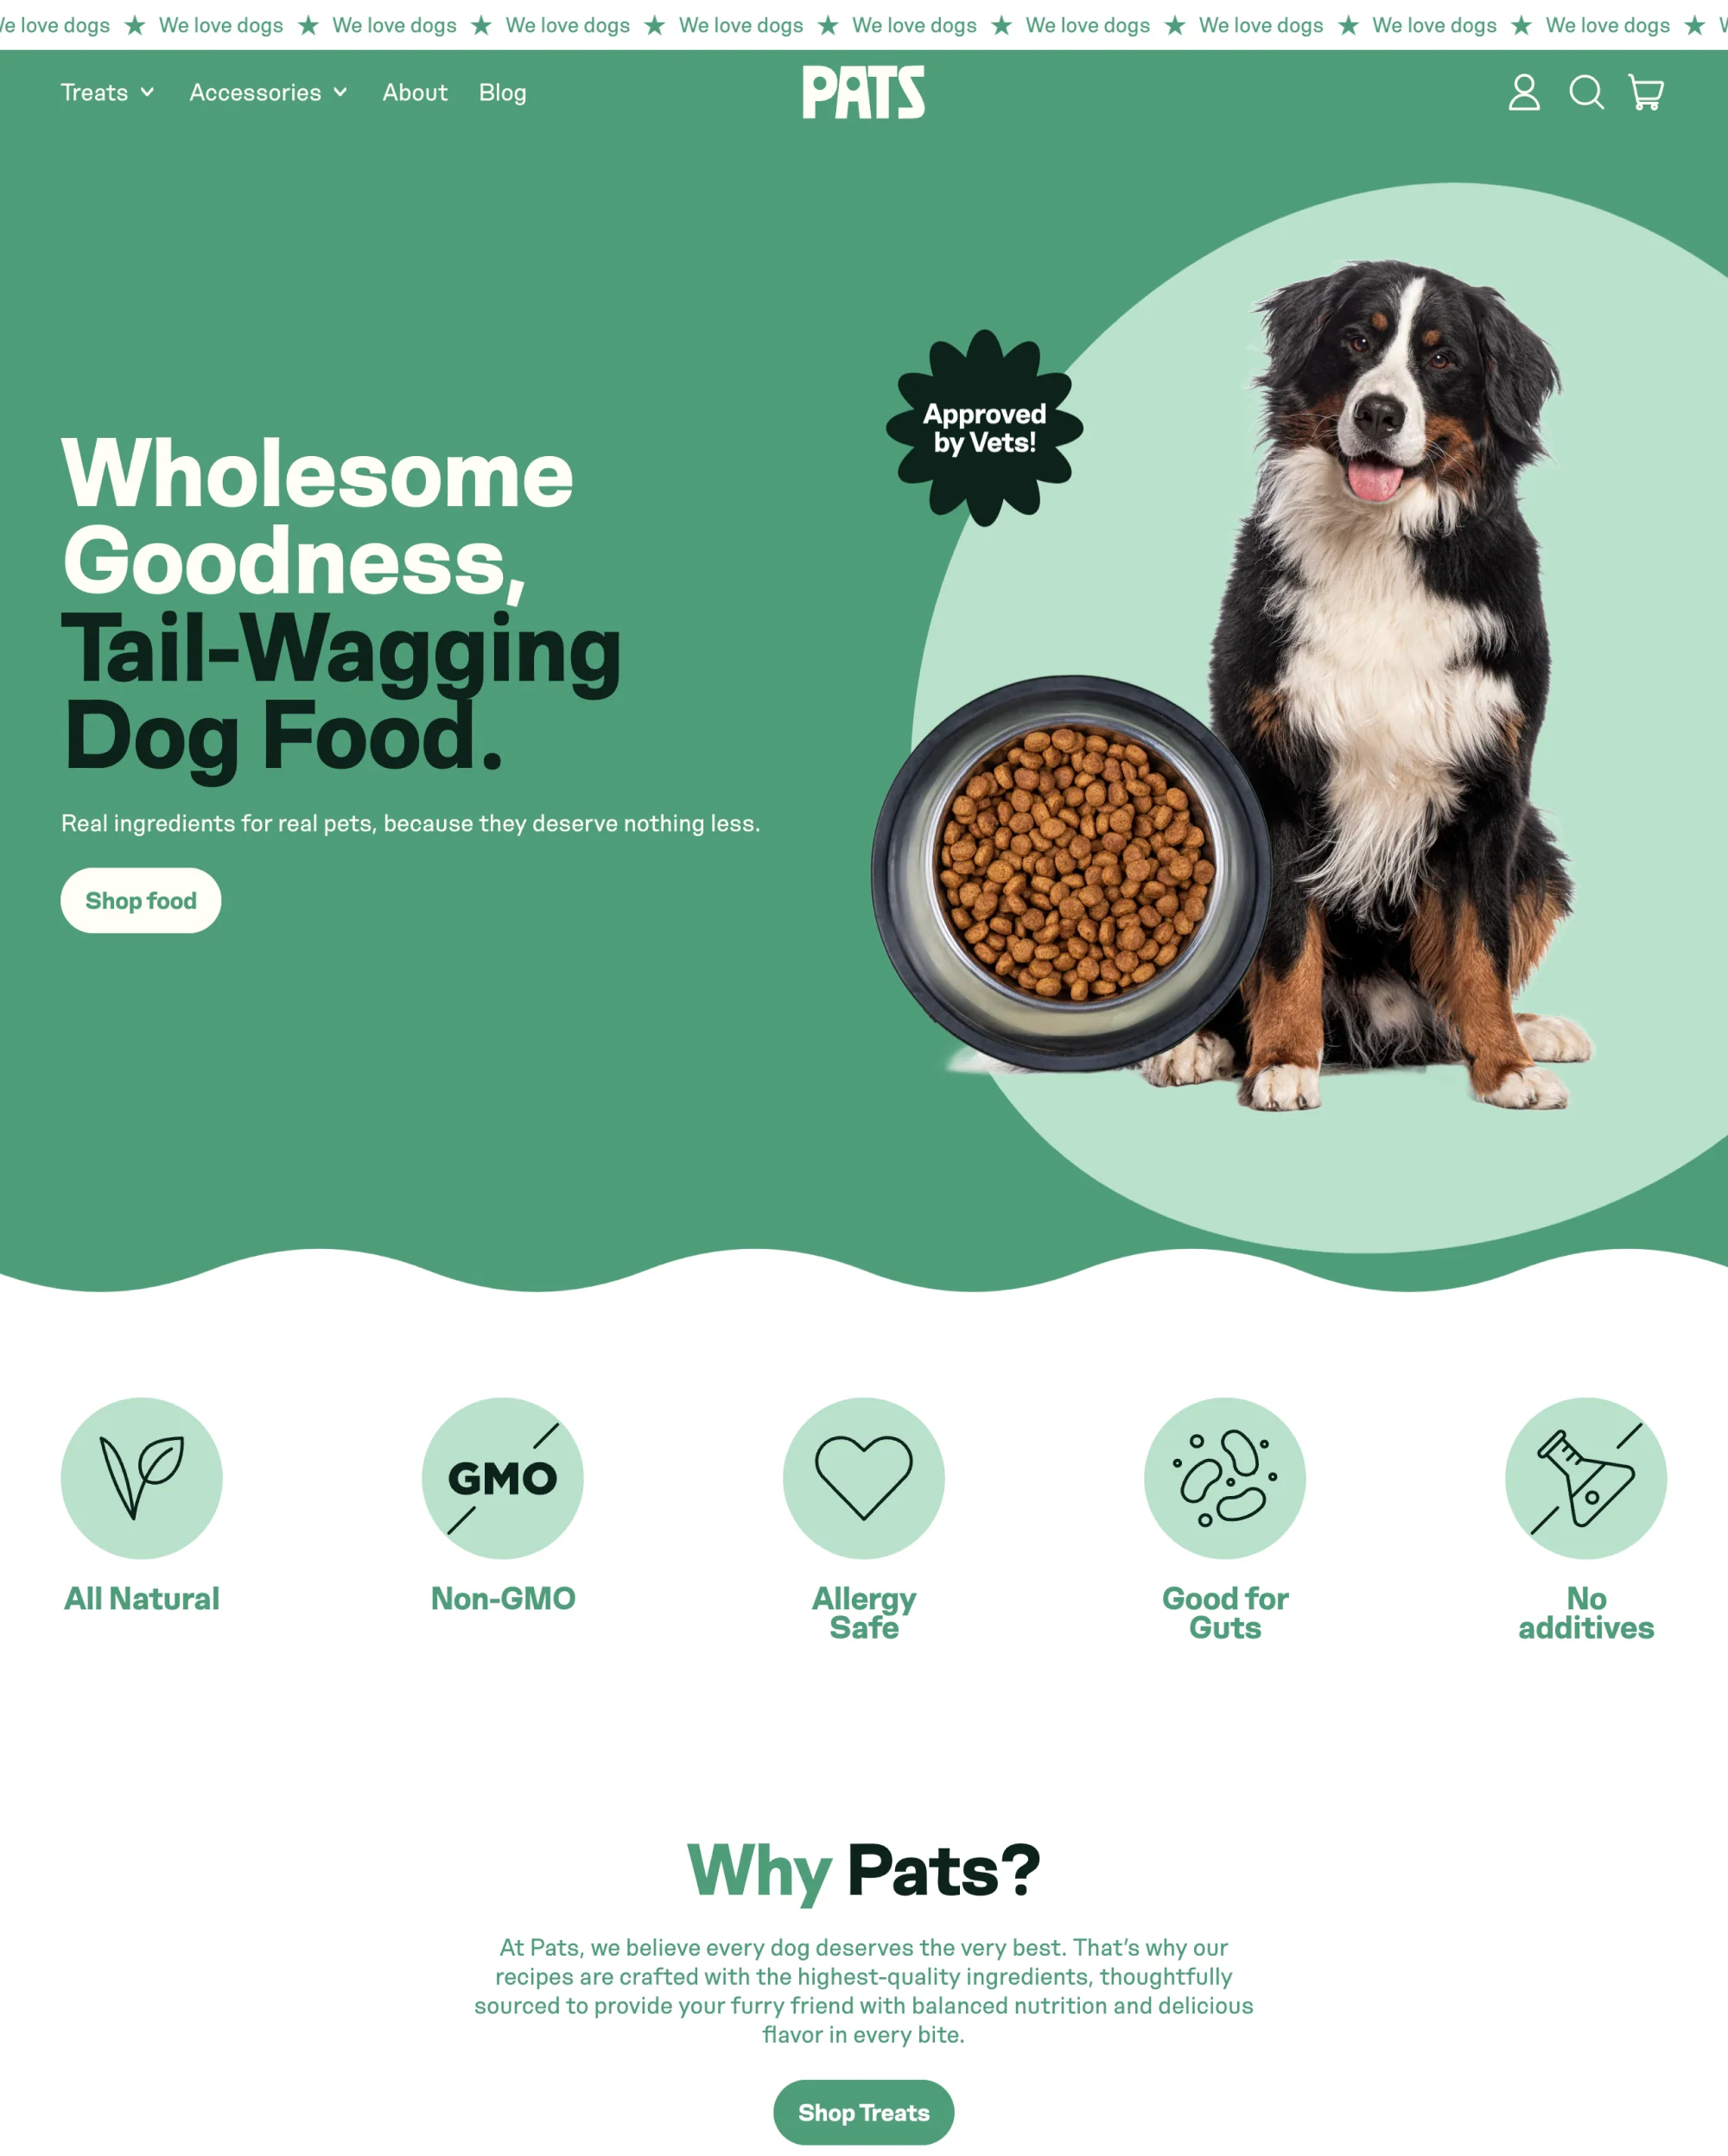 We love dogs ★ We love dogs ★ We love dogs ★ We love dogs ★ We love dogs ★ We love dogs ★ We love dogs ★ We love dogs ★ We love dogs ★ We love dogs ★
Treats Accessories About Blog PATS
Approved
by Vets!
Wholesome
Goodness,
Tail-Wagging
Dog Food.
Real ingredients for real pets, because they deserve nothing less.
Shop food
GMO
All Natural
Non-GMO
Allergy
Safe
Good for
Guts
No
additives
Why Pats?
At Pats, we believe every dog deserves the very best. That’s why our
recipes are crafted with the highest-quality ingredients, thoughtfully
sourced to provide your furry friend with balanced nutrition and delicious
flavor in every bite.
Shop Treats